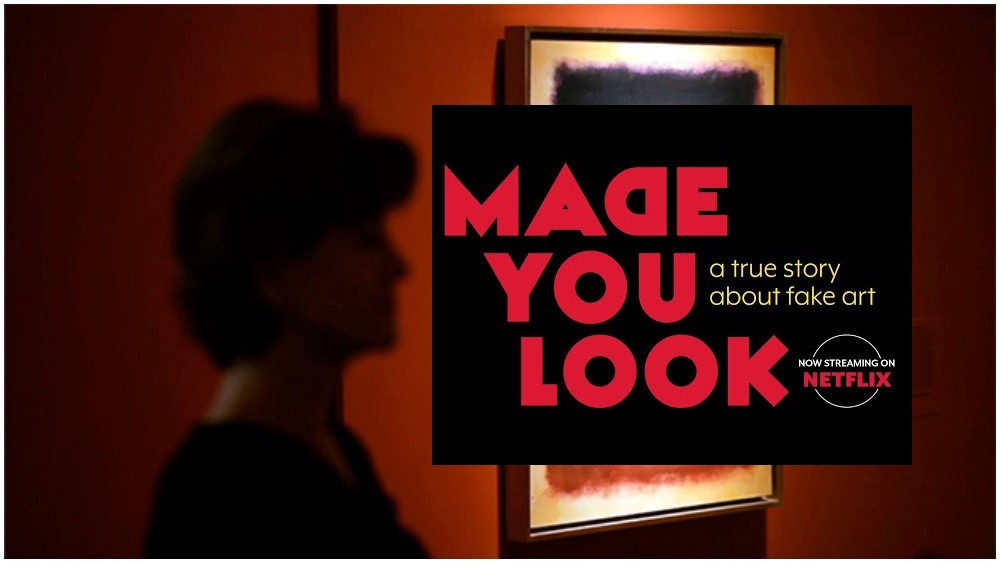 MADE
YOU
LOOK
a true story
about fake art
NOW STREAMING ON
NETFLIX